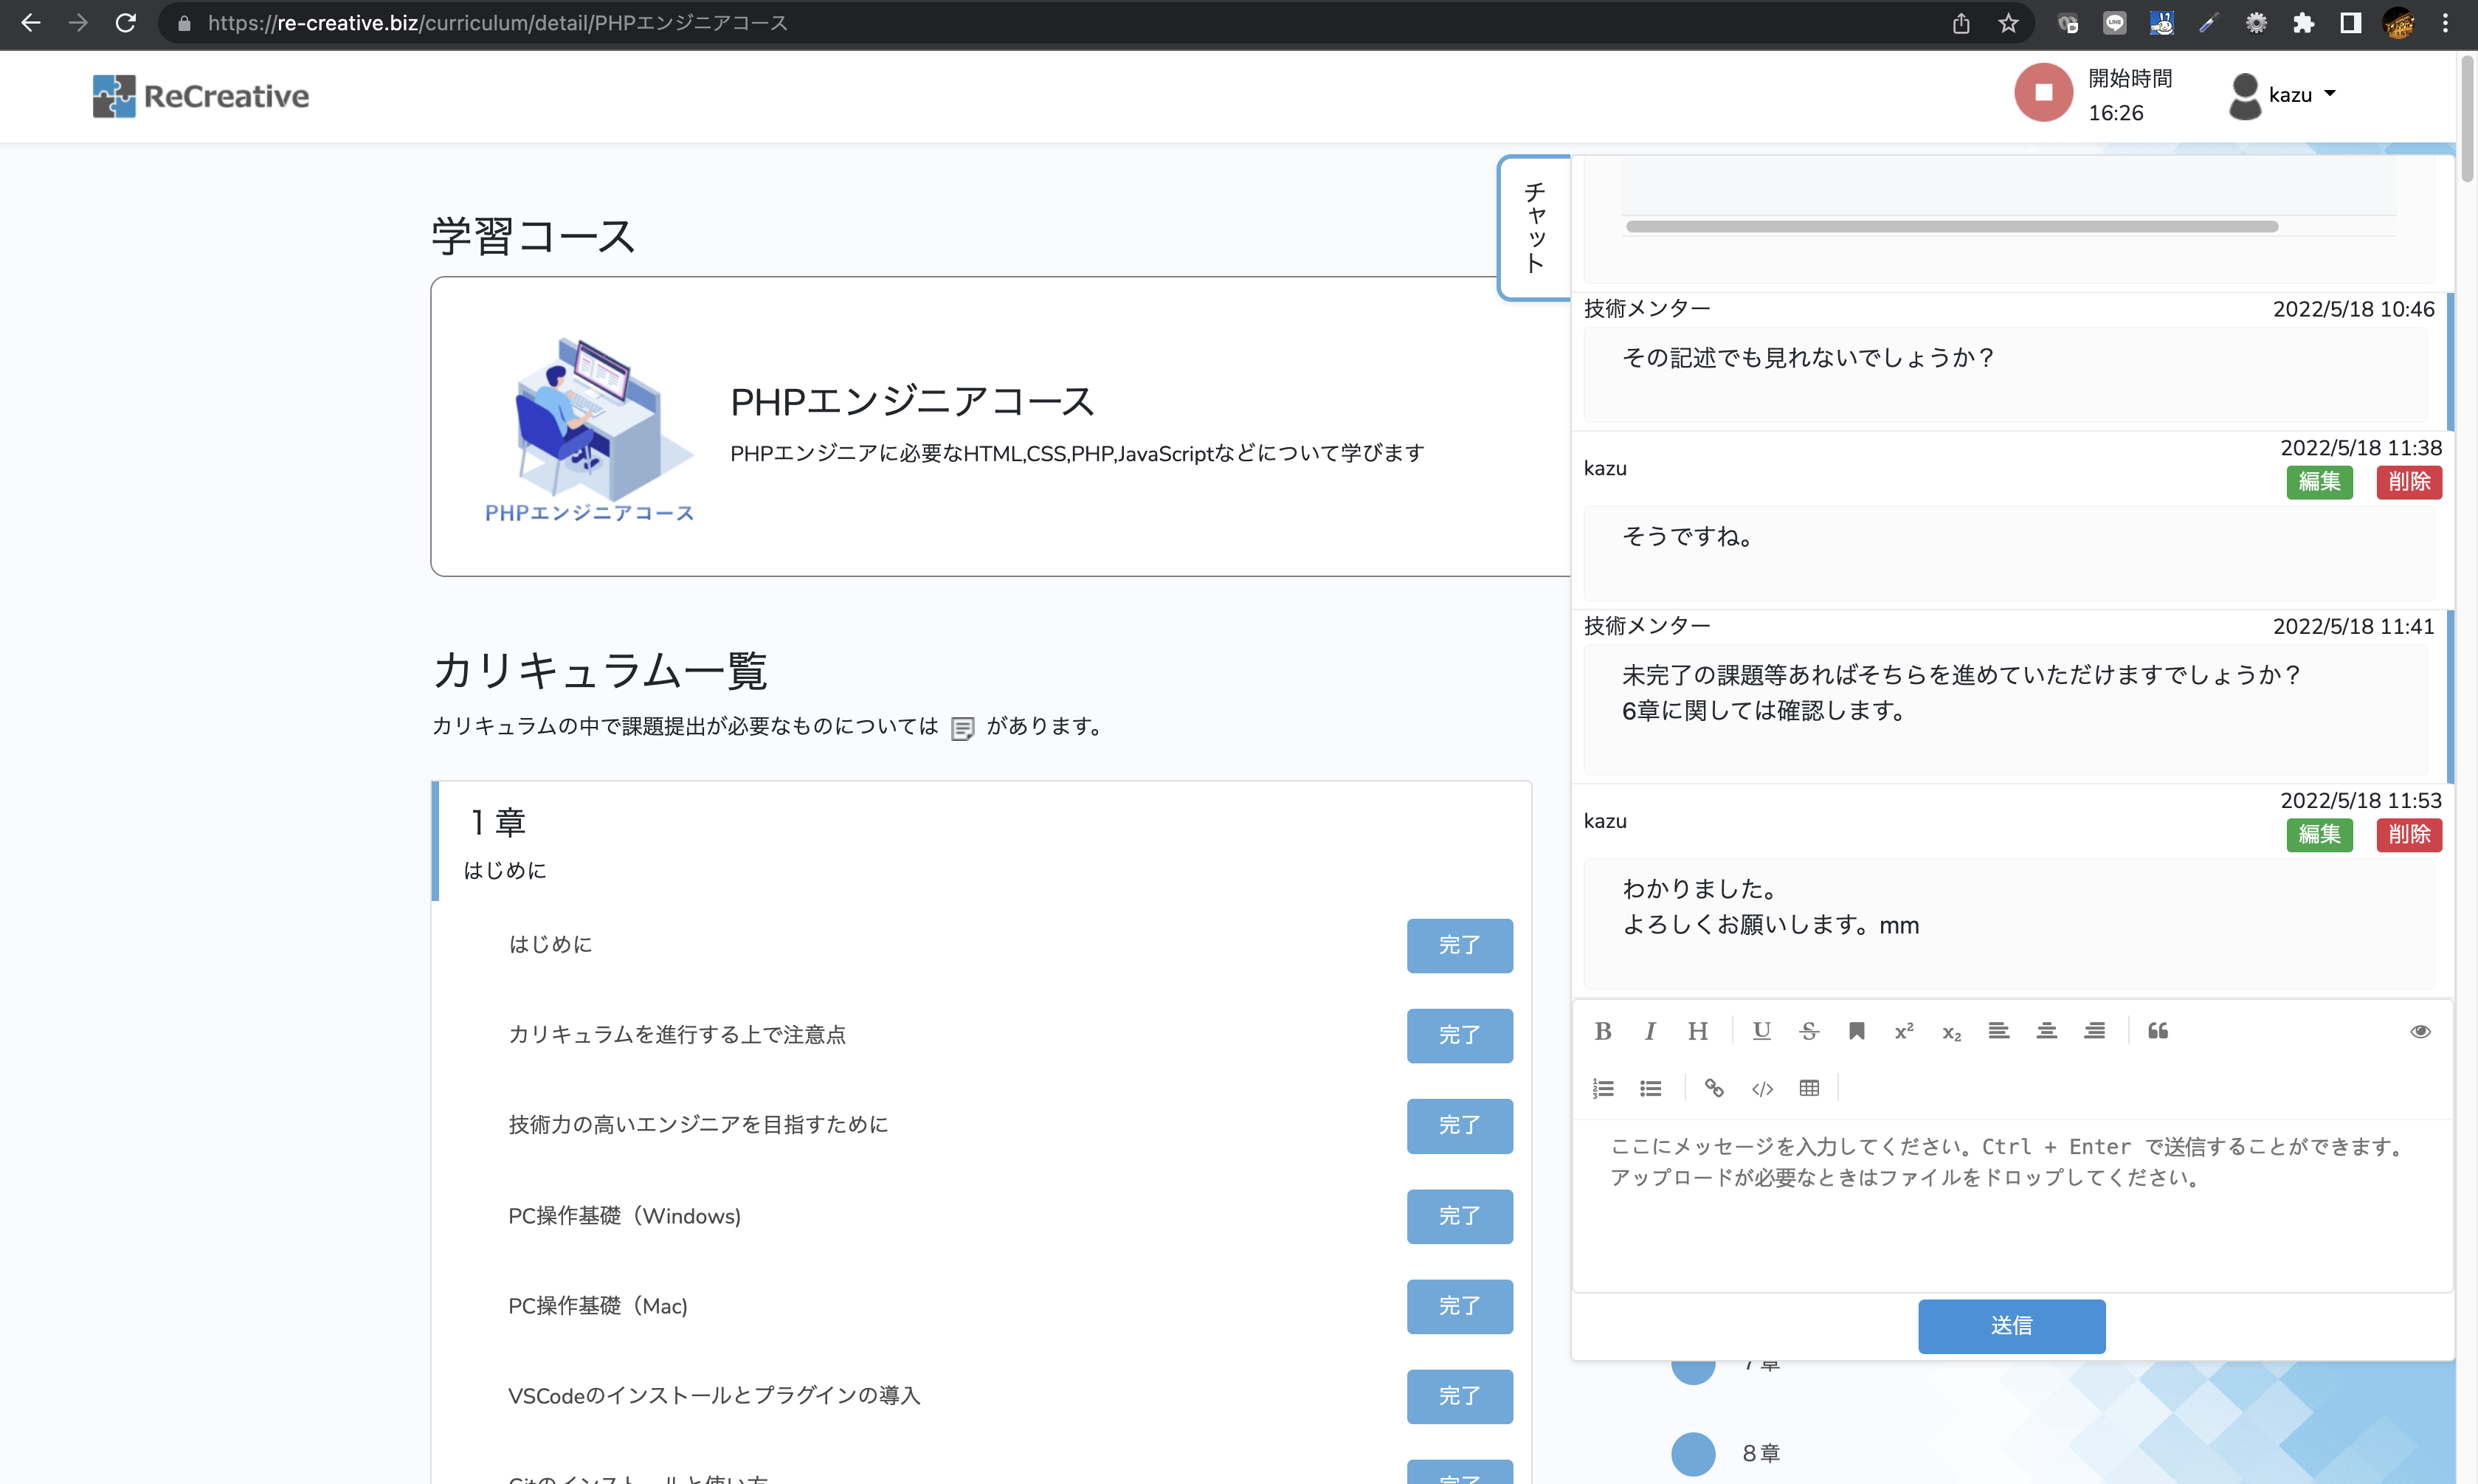 https://re-creative.biz/curriculum/detail/PHPエンジニアコース
ReCreative
開始時間
16:26
kazu
学習コース
PHPエンジニアコース
PHPエンジニアコース
PHPエンジニアに必要なHTML,CSS,PHP,JavaScriptなどについて学びます
カリキュラム一覧
カリキュラムの中で課題提出が必要なものについては があります。
1 章
はじめに
はじめに
完了
カリキュラムを進行する上で注意点
完了
技術力の高いエンジニアを目指すために
完了
PC操作基礎（Windows)
完了
PC操作基礎（Mac)
完了
VSCodeのインストールとプラグインの導入
完了
Gitのインストールと使い方
完了
チャット
技術メンター
2022/5/18 10:46
その記述でも見れないでしょうか？
kazu
2022/5/18 11:38
編集 削除
そうですね。
技術メンター
2022/5/18 11:41
未完了の課題等あればそちらを進めていただけますでしょうか？
6章に関しては確認します。
kazu
2022/5/18 11:53
編集 削除
わかりました。
よろしくお願いします。mm
ここにメッセージを入力してください。Ctrl + Enter で送信することができます。
アップロードが必要なときはファイルをドロップしてください。
送信
7 章
8 章